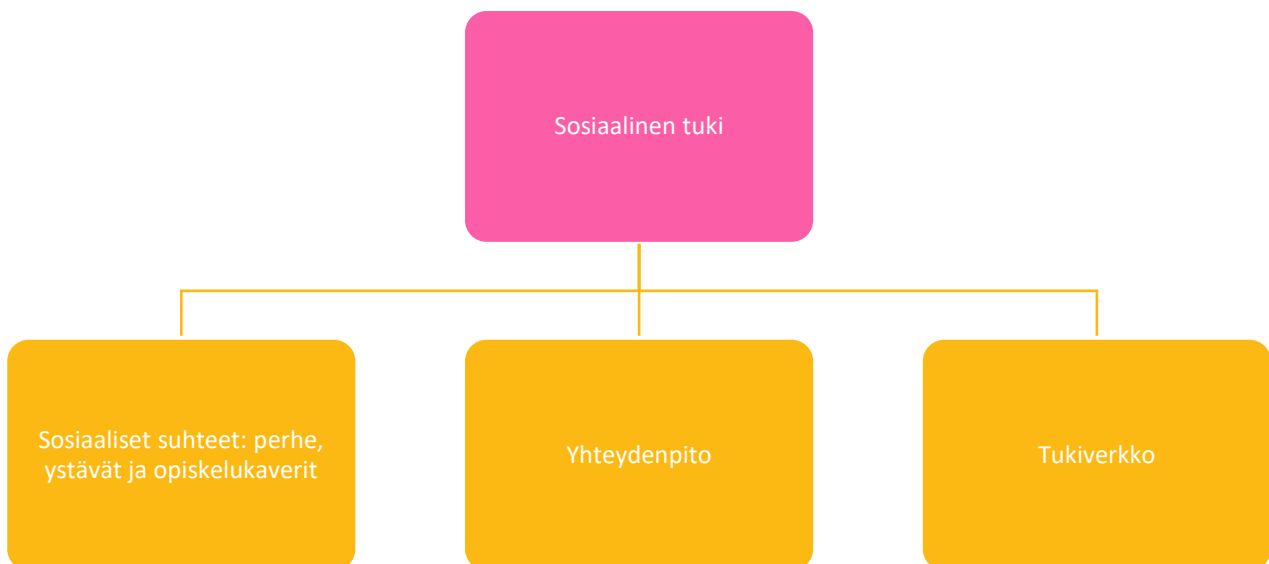 Sosiaalinen tuki
Sosiaaliset suhteet: perhe,
ystävät ja opiskelukaverit
Yhteydenpito
Tukiverkko